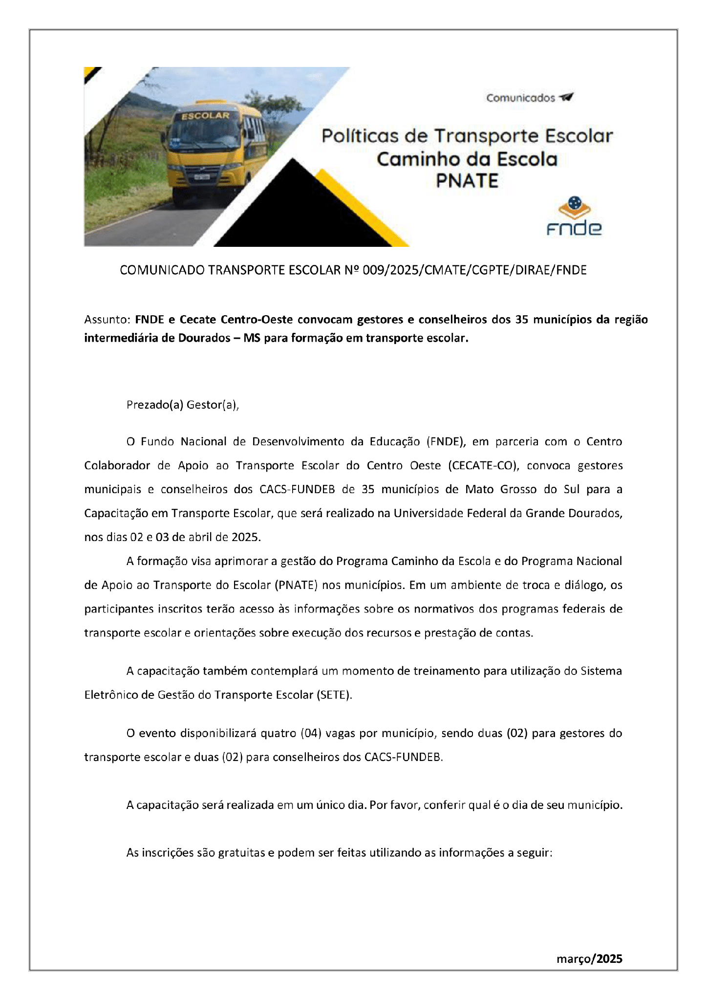 ESCOLAR
Comunicados
Políticas de Transporte Escolar
Caminho da Escola
PNATE
fnde
COMUNICADO TRANSPORTE ESCOLAR Nº 009/2025/CMATE/CGPTE/DIRAE/FNDE
Assunto: FNDE e Cecate Centro-Oeste convocam gestores e conselheiros dos 35 municípios da região
intermediária de Dourados – MS para formação em transporte escolar.
Prezado(a) Gestor(a),
O Fundo Nacional de Desenvolvimento da Educação (FNDE), em parceria com o Centro
Colaborador de Apoio ao Transporte Escolar do Centro Oeste (CECATE-CO), convoca gestores
municipais e conselheiros dos CACS-FUNDEB de 35 municípios de Mato Grosso do Sul para a
Capacitação em Transporte Escolar, que será realizado na Universidade Federal da Grande Dourados,
nos dias 02 e 03 de abril de 2025.
A formação visa aprimorar a gestão do Programa Caminho da Escola e do Programa Nacional
de Apoio ao Transporte do Escolar (PNATE) nos municípios. Em um ambiente de troca e diálogo, os
participantes inscritos terão acesso às informações sobre os normativos dos programas federais de
transporte escolar e orientações sobre execução dos recursos e prestação de contas.
A capacitação também contemplará um momento de treinamento para utilização do Sistema
Eletrônico de Gestão do Transporte Escolar (SETE).
O evento disponibilizará quatro (04) vagas por município, sendo duas (02) para gestores do
transporte escolar e duas (02) para conselheiros dos CACS-FUNDEB.
A capacitação será realizada em um único dia. Por favor, conferir qual é o dia de seu município.
As inscrições são gratuitas e podem ser feitas utilizando as informações a seguir:
março/2025